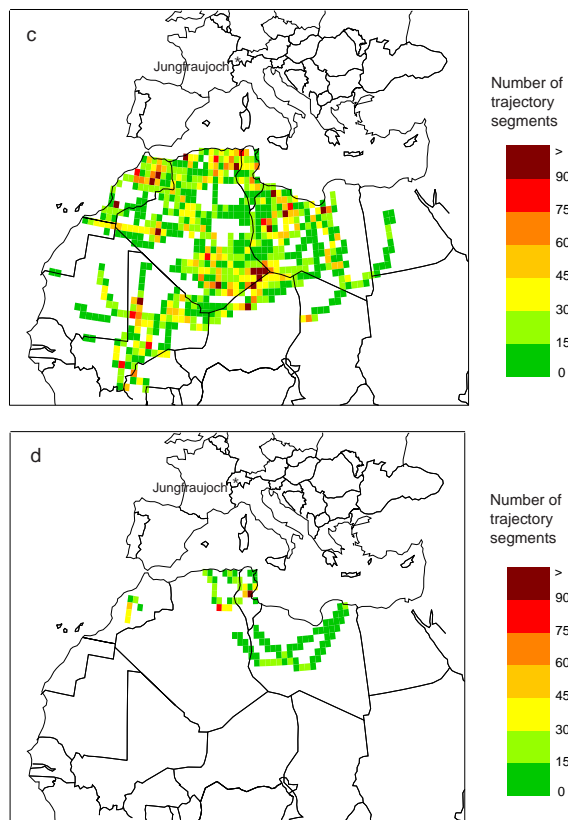 c
Jungfraujoch
*
Number of
trajectory
segments
>
90
75
60
45
30
15
0
d
Jungfraujoch
*
Number of
trajectory
segments
>
90
75
60
45
30
15
0